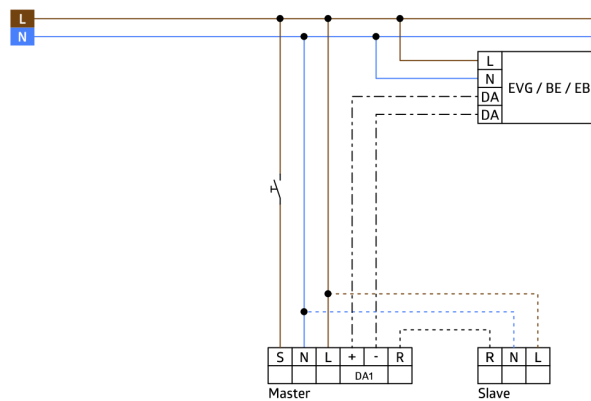 L
N
L
N EVG / BE / EB
DA
DA
S N L + - R R N L
DA1
Master Slave